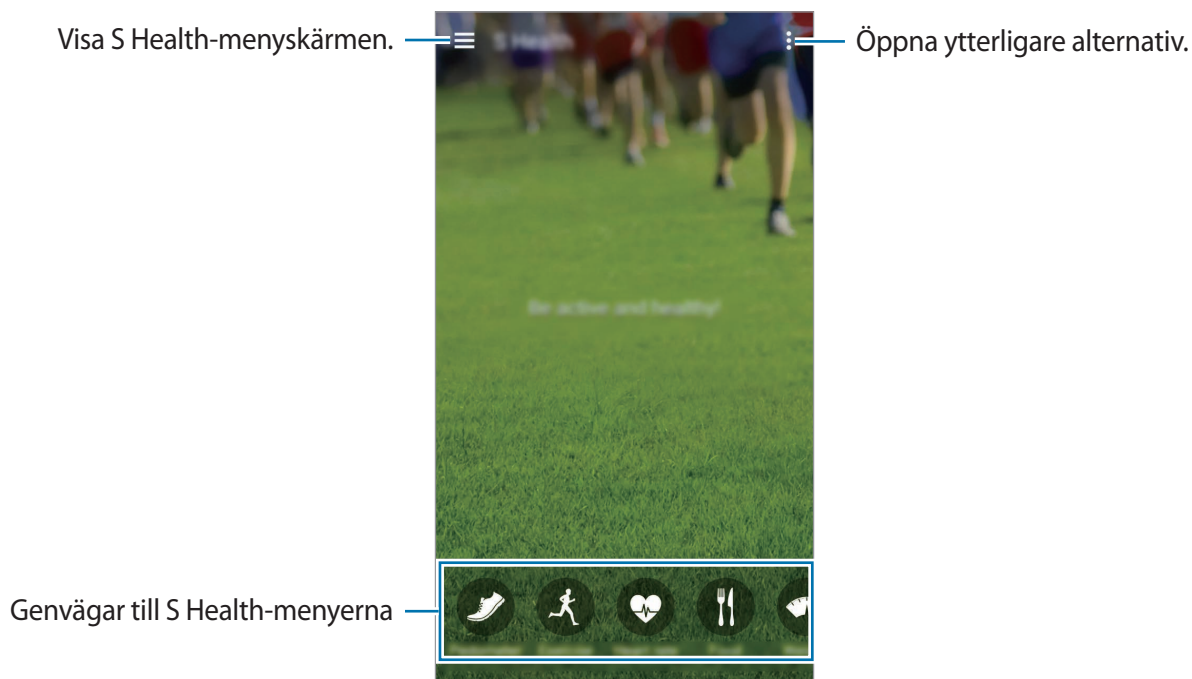 Visa S Health-menyskärmen.
S Health
Öppna ytterligare alternativ.
Be active and healthy!
Genvägar till S Health-menyerna